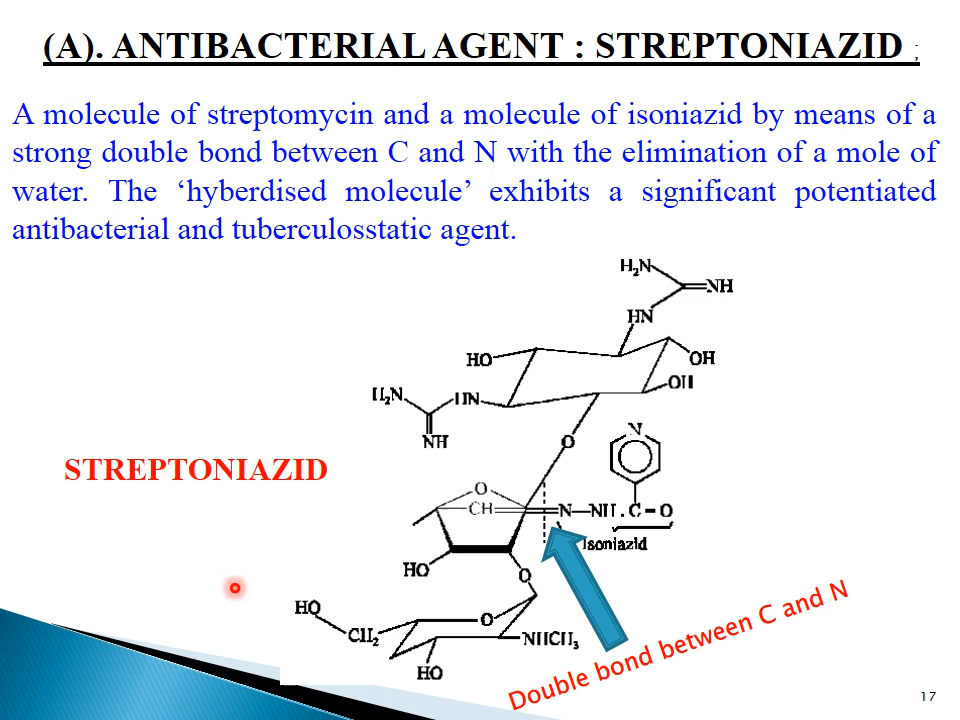 (A). ANTIBACTERIAL AGENT : STREPTONIAZID ;
A molecule of streptomycin and a molecule of isoniazid by means of a
strong double bond between C and N with the elimination of a mole of
water. The ‘hyberdised molecule’ exhibits a significant potentiated
antibacterial and tuberculosstatic agent.
H₂N
NH
HN
HO
OH
OH
H₂N
HN
NH
O
N
STREPTONIAZID
O
CH
N—NH.C=O
Isoniazid
HO
O
HO
O
CH₂
NHCH₃
HO
Double bond between C and N
17